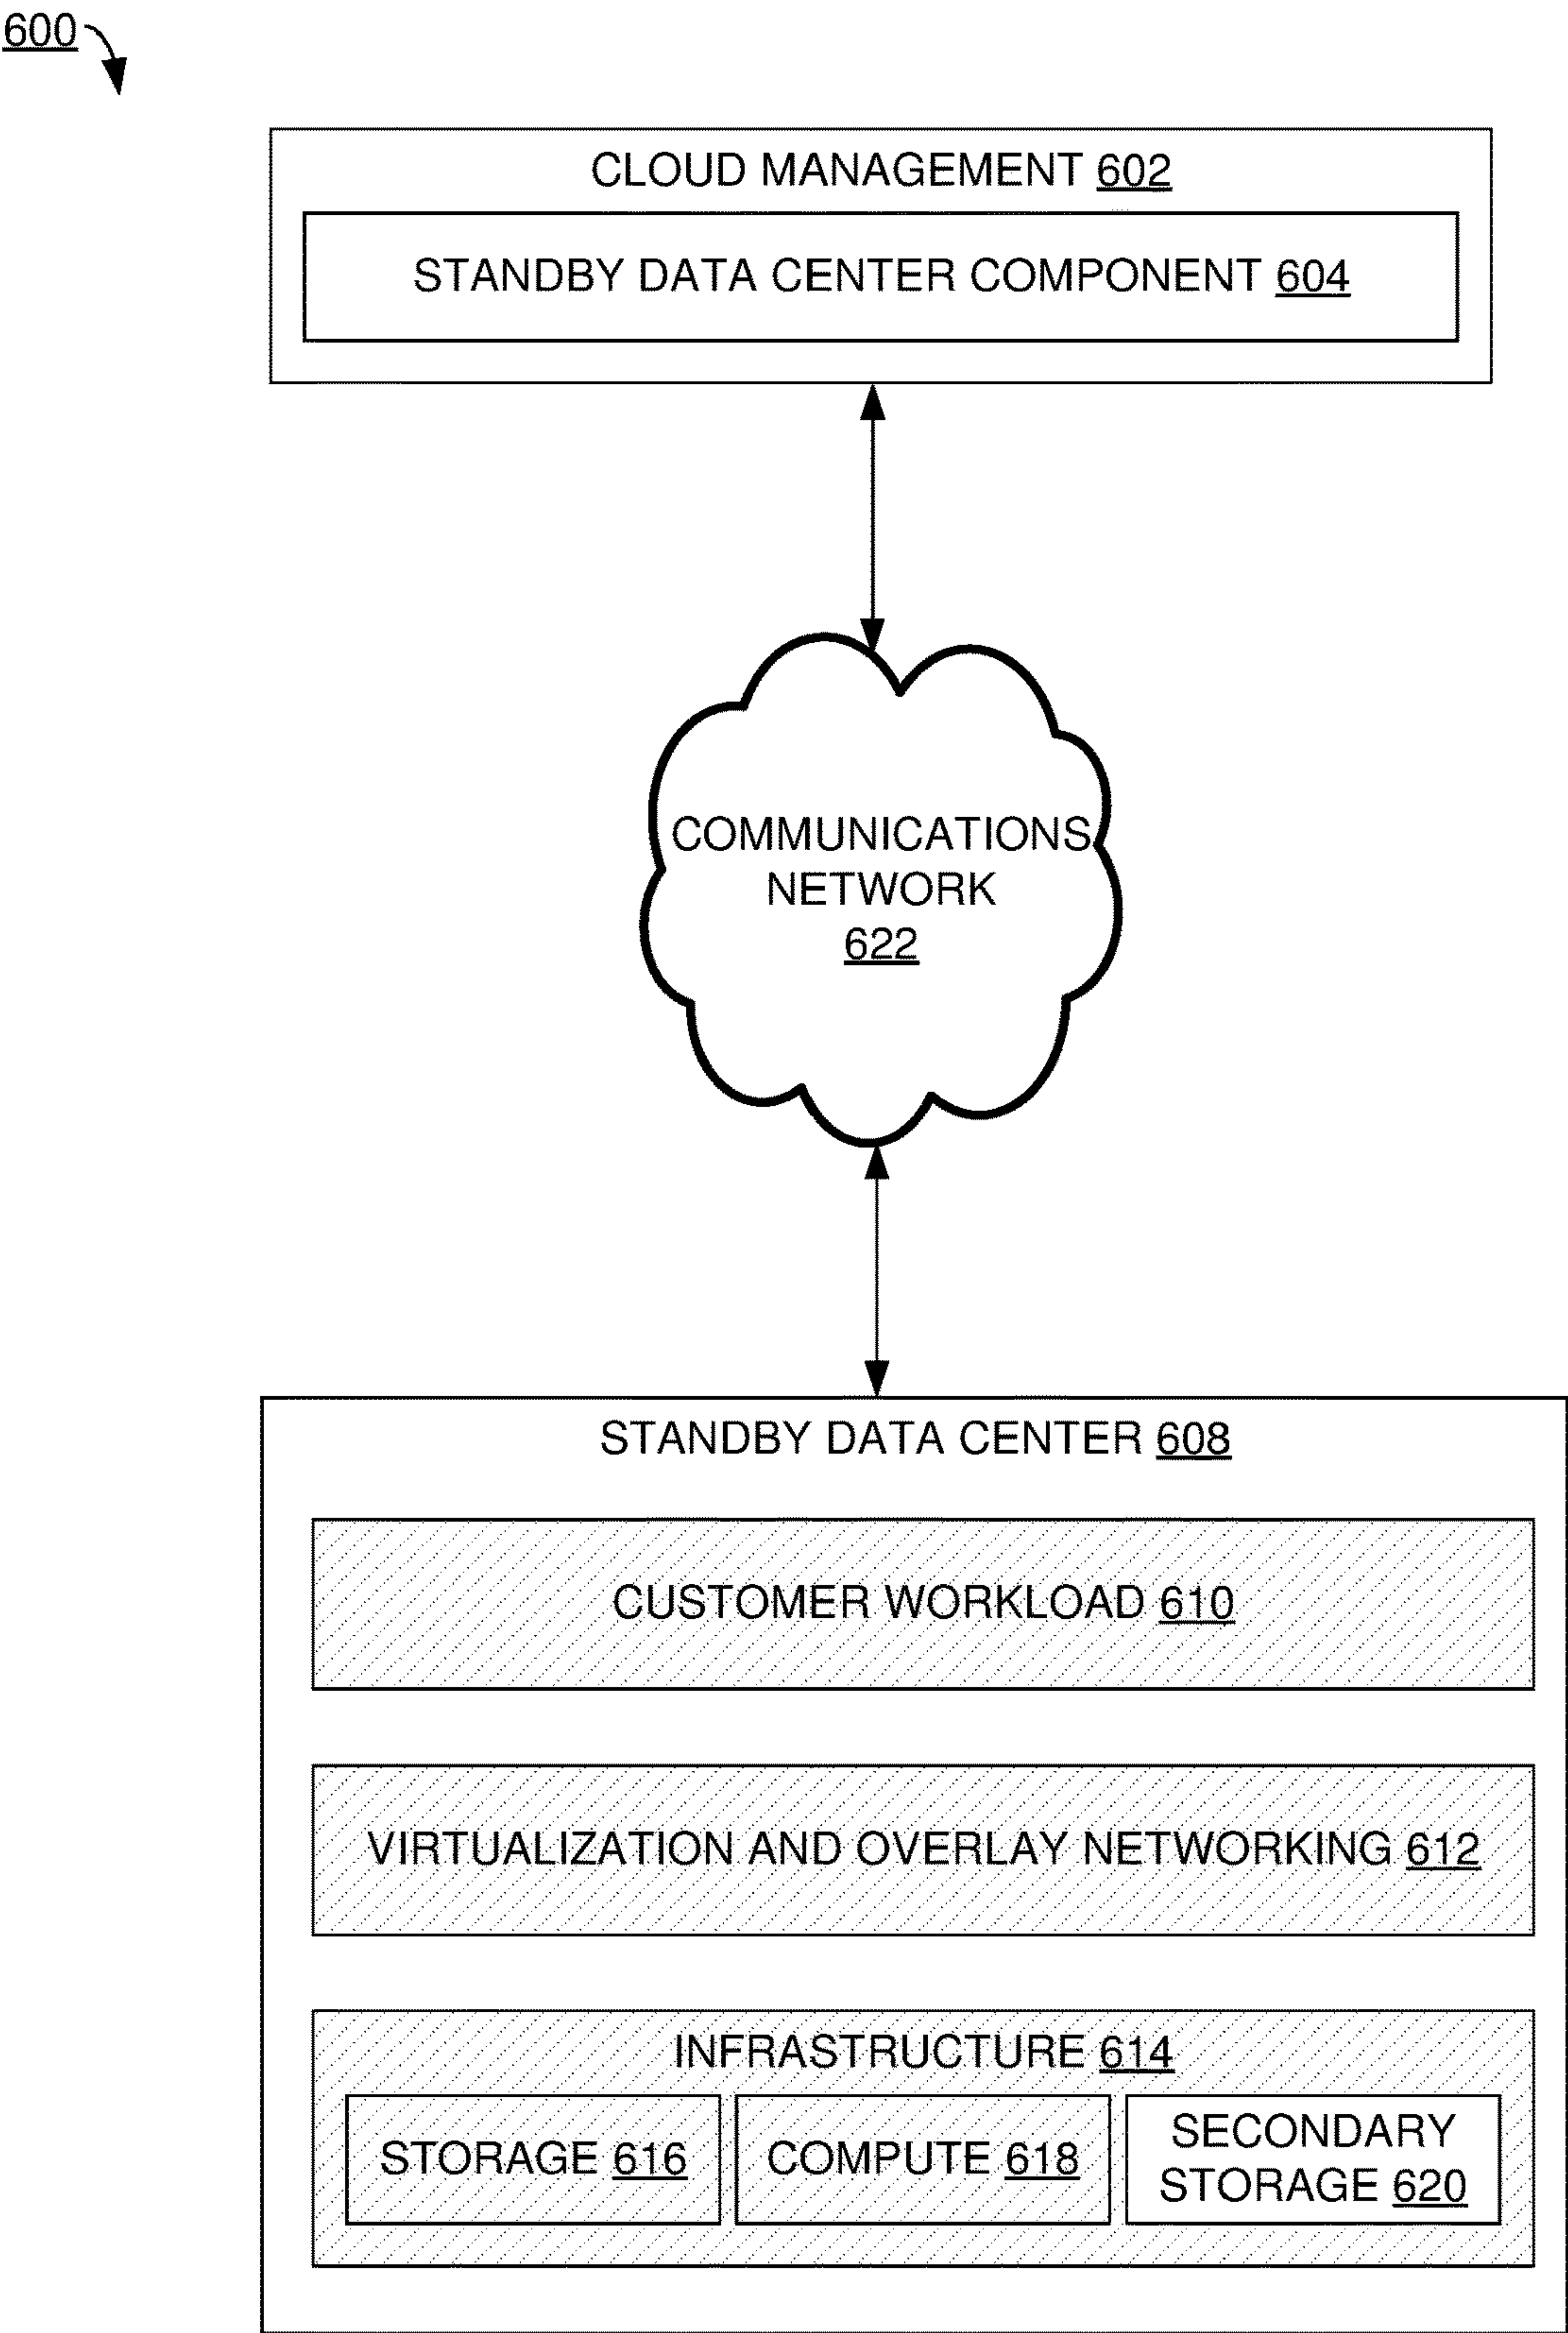 600
CLOUD MANAGEMENT 602
STANDBY DATA CENTER COMPONENT 604
COMMUNICATIONS
NETWORK
622
STANDBY DATA CENTER 608
CUSTOMER WORKLOAD 610
VIRTUALIZATION AND OVERLAY NETWORKING 612
INFRASTRUCTURE 614
STORAGE 616
COMPUTE 618
SECONDARY
STORAGE 620